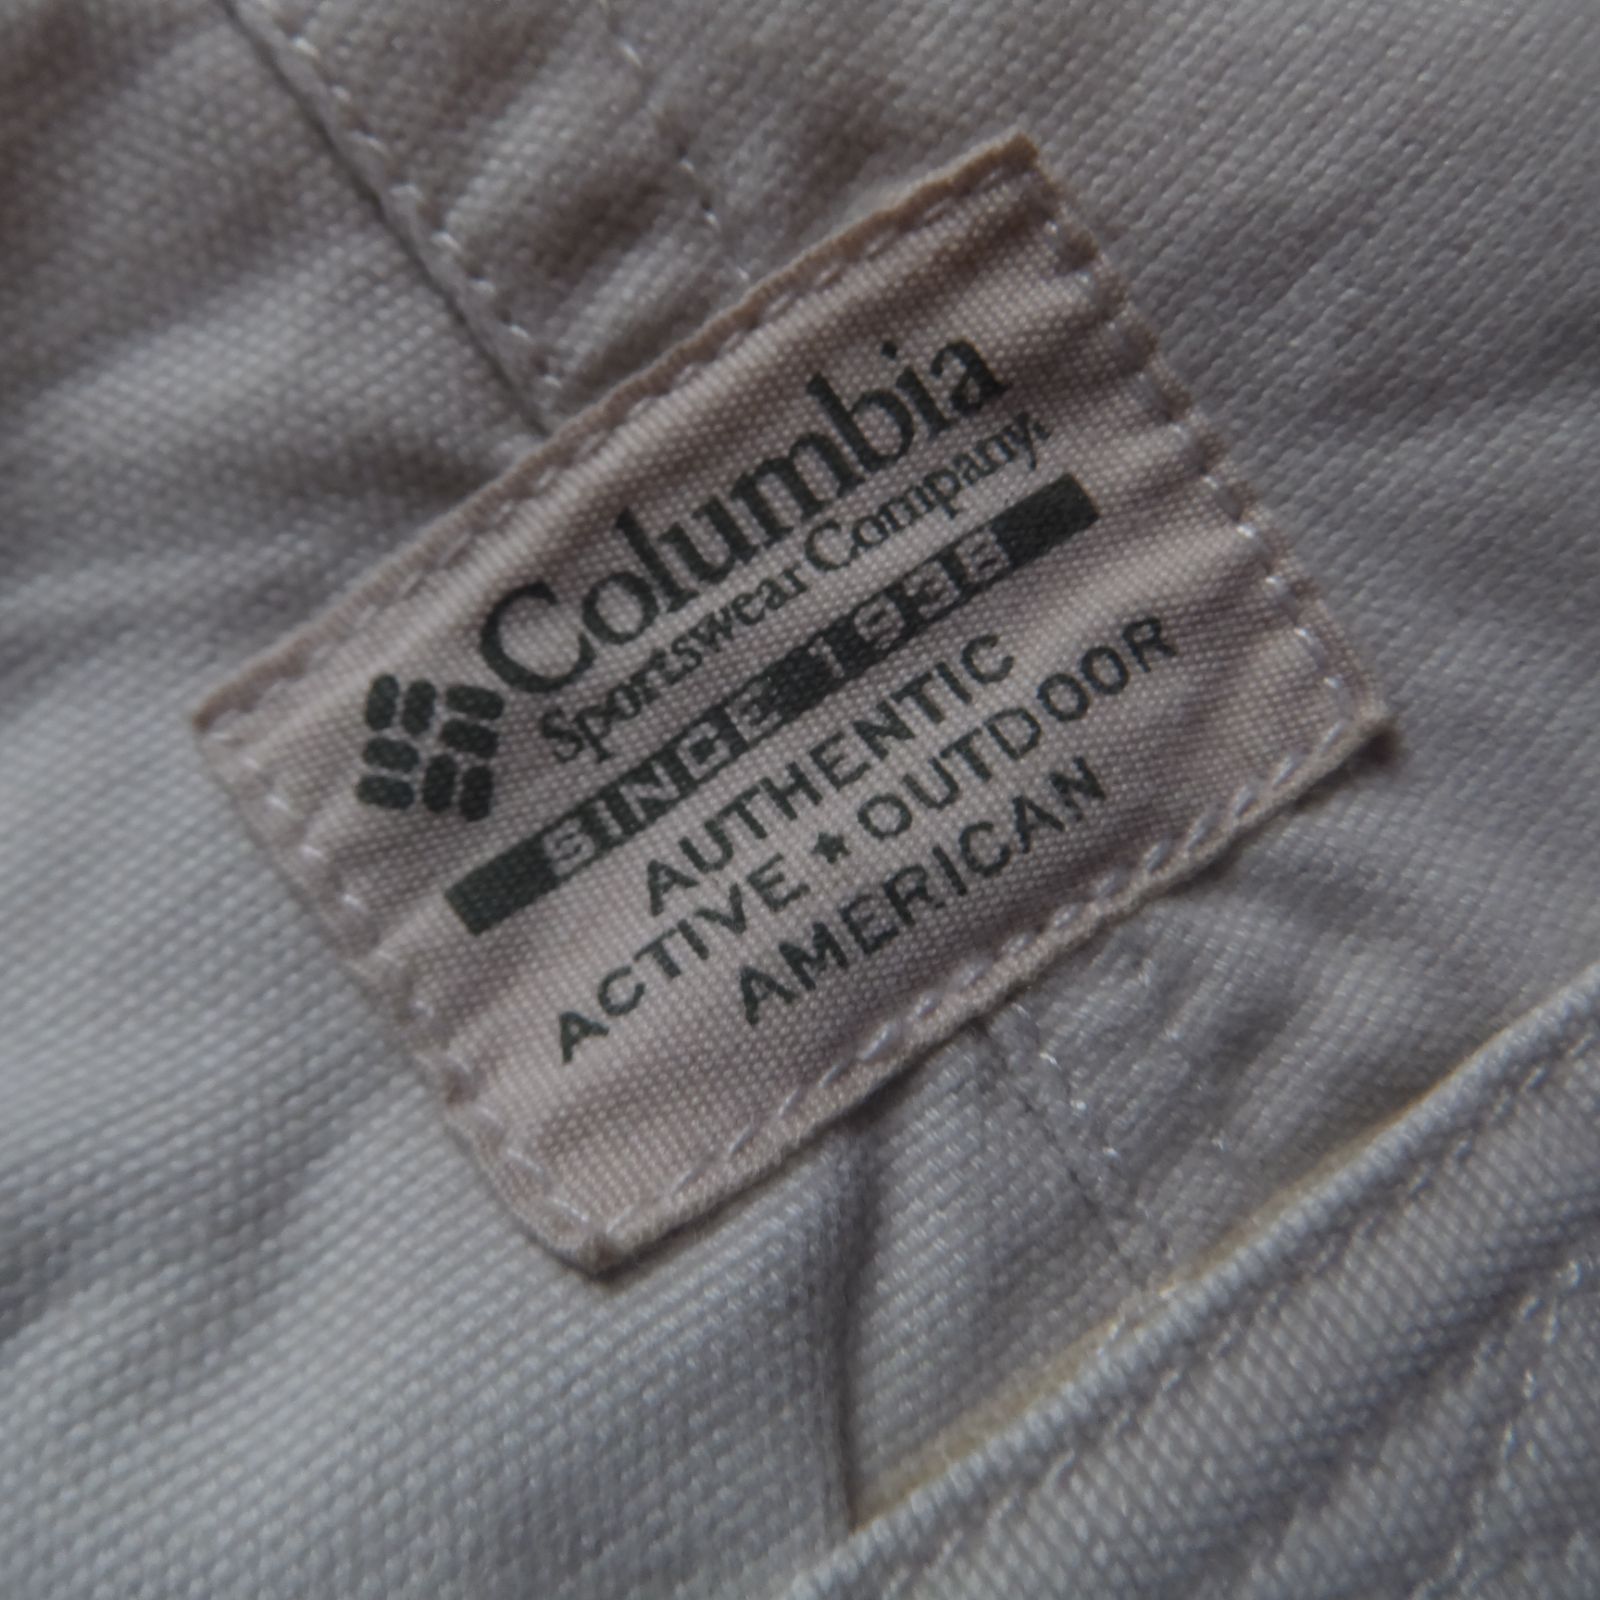 Columbia
Sportswear Company®
SINCE 1938
AUTHENTIC
ACTIVE ★ OUTDOOR
AMERICAN